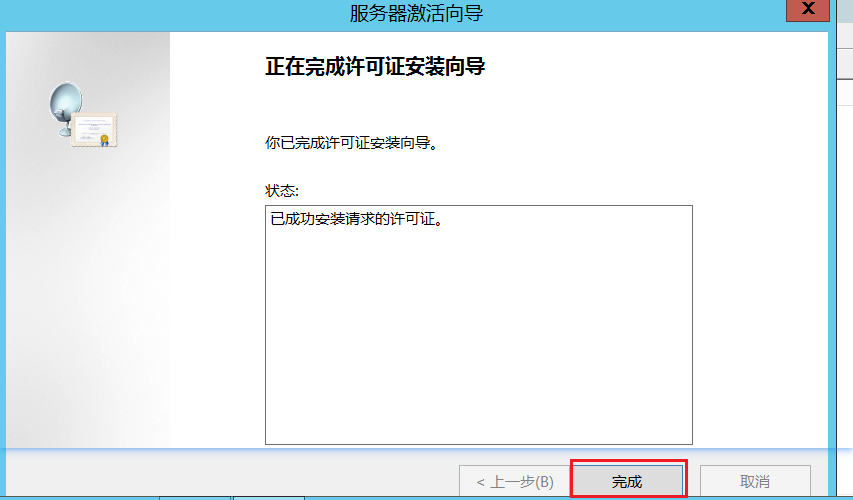 服务器激活向导
X
正在完成许可证安装向导
你已完成许可证安装向导。
状态:
已成功安装请求的许可证。
< 上一步(B)
完成
取消